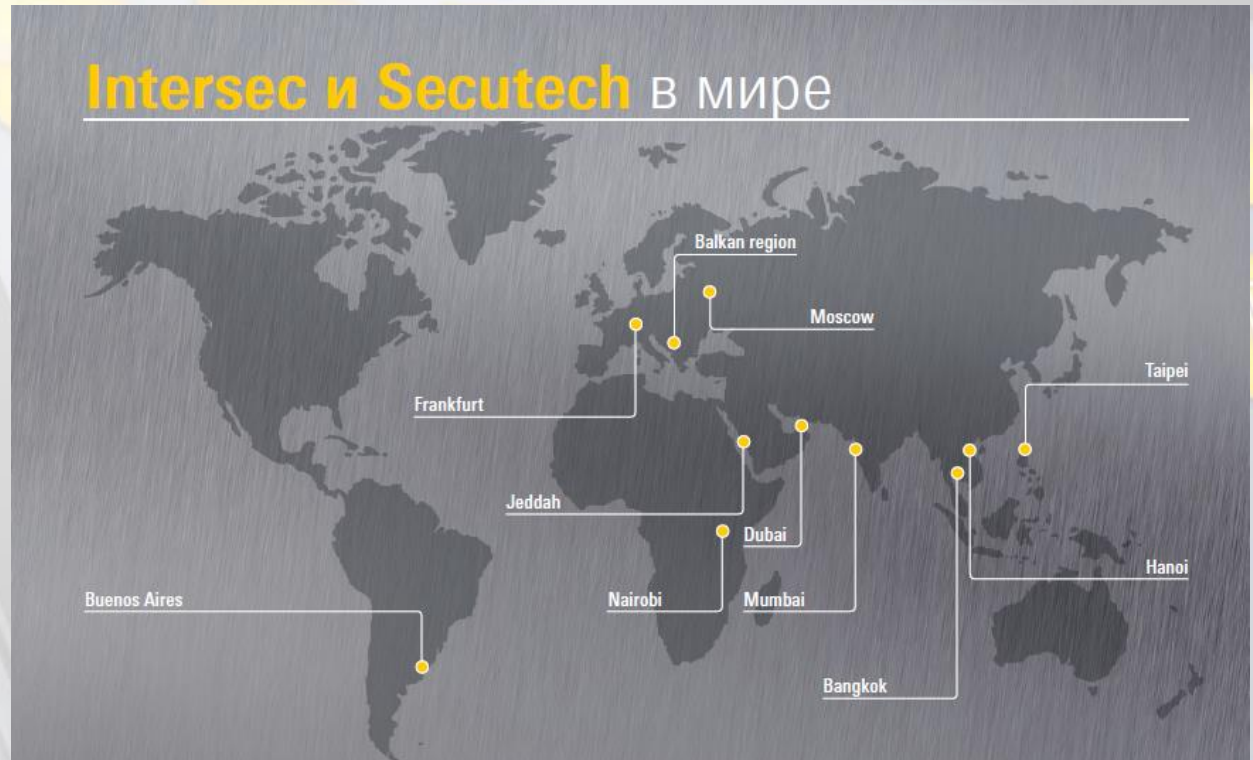 Intersec и Secutech в мире
Balkan region
Moscow
Taipei
Frankfurt
Jeddah
Dubai
Hanoi
Buenos Aires
Nairobi
Mumbai
Bangkok